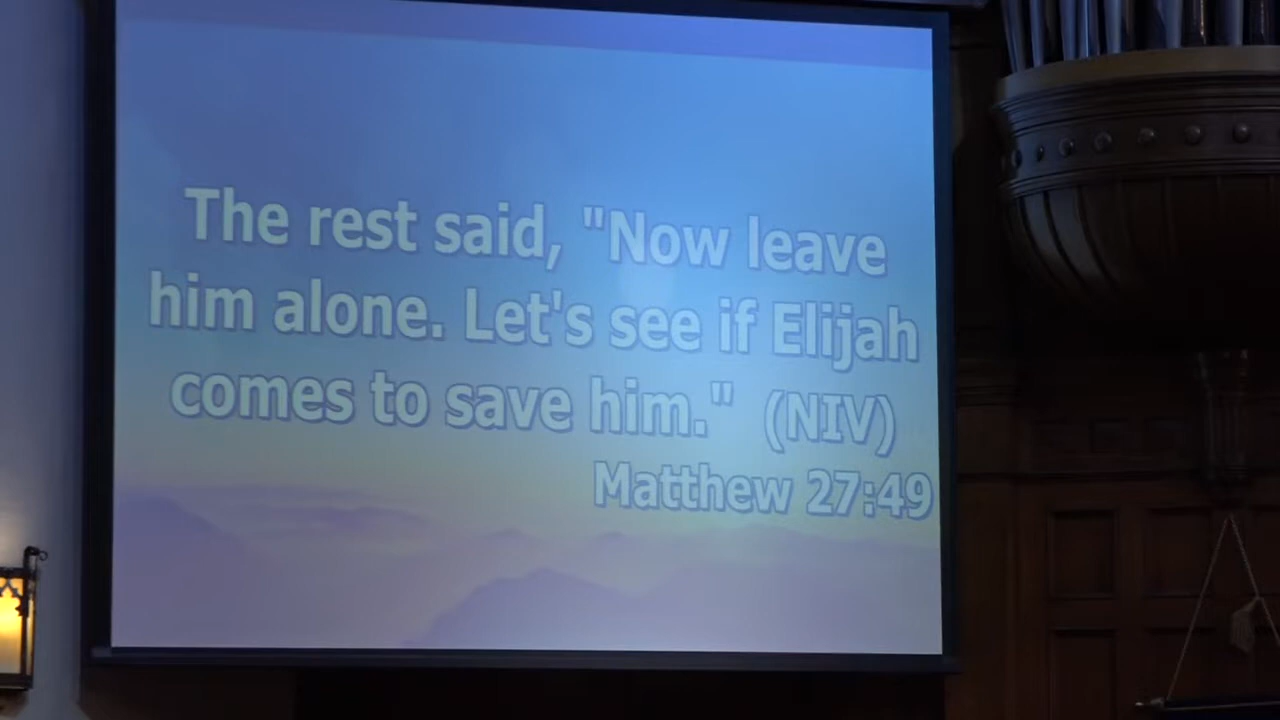 The rest said, "Now leave
him alone. Let's see if Elijah
comes to save him." (NIV)
Matthew 27:49